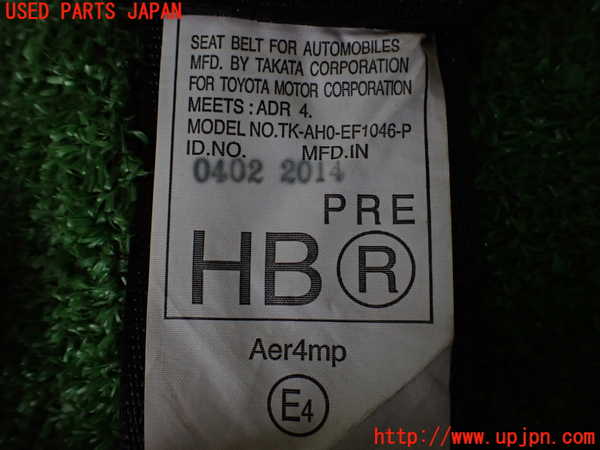 USED PARTS JAPAN
SEAT BELT FOR AUTOMOBILES
MFD. BY TAKATA CORPORATION
FOR TOYOTA MOTOR CORPORATION
MEETS : ADR 4.
MODEL NO.TK-AH0-EF1046-P
ID.NO. MFD.IN
0402 2014
PRE
HB R
Aer4mp
E4
http://www.upjpn.com/